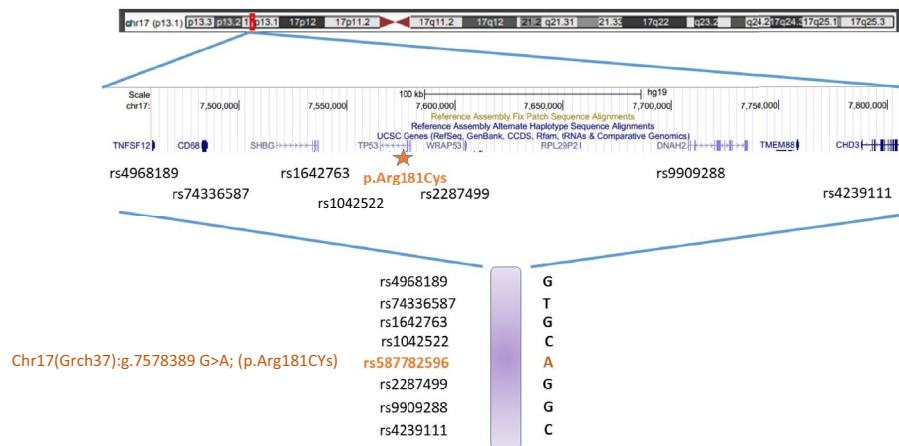 chr17 (p13.1) p13.3 p13.2 p13.1 17p12 17p11.2 17q11.2 17q12 21.2 q21.31 21.33 17q22 q23.2 q24.2 17q24.3 17q25.1 17q25.3
Scale 100 kb hg19
chr17: 7,500,000 7,550,000 7,600,000 7,650,000 7,700,000 7,750,000 7,800,000
Reference Assembly Fix Patch Sequence Alignments
Reference Assembly Alternate Haplotype Sequence Alignments
UCSC Genes (RefSeq, GenBank, CCDS, Rfam, tRNAs & Comparative Genomics)
TNFSF12 CD68 SHBG TP53 WRAP53 RPL29P2 DNAH2 TMEM88 CHD3
rs4968189 rs1642763 p.Arg181Cys rs9909288
rs74336587 rs2287499 rs4239111
rs1042522
rs4968189 G
rs74336587 T
rs1642763 G
rs1042522 C
Chr17(Grch37):g.7578389 G>A; (p.Arg181CYs) rs587782596 A
rs2287499 G
rs9909288 G
rs4239111 C